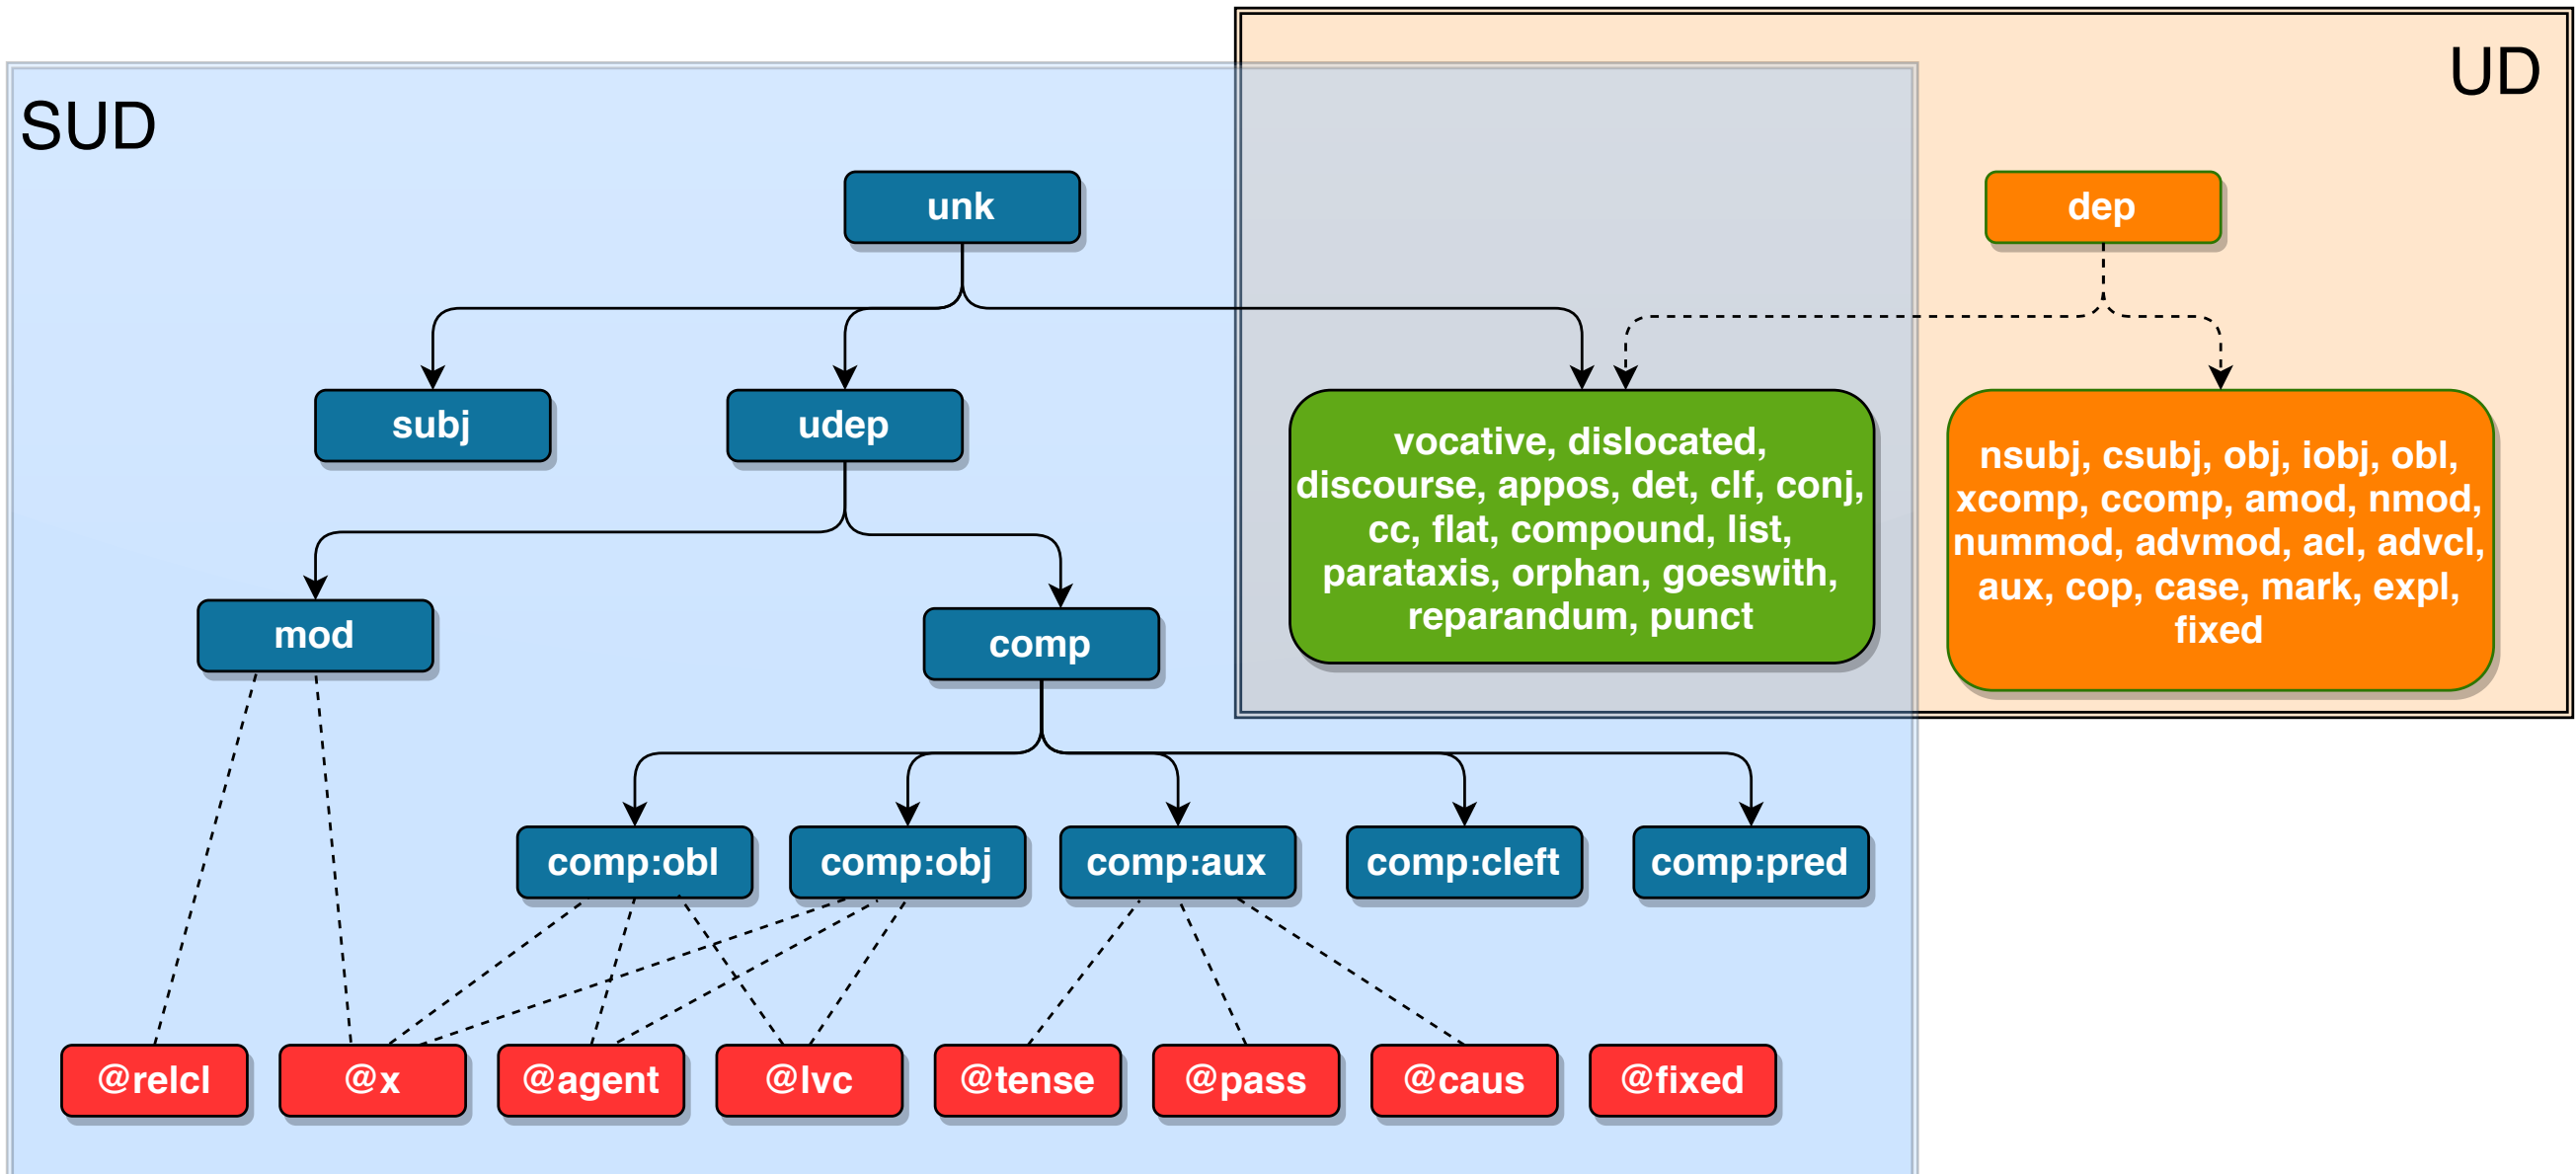 UD
SUD
unk
dep
subj
udep
vocative, dislocated,
discourse, appos, det, clf, conj,
cc, flat, compound, list,
parataxis, orphan, goeswith,
reparandum, punct
nsubj, csubj, obj, iobj, obl,
xcomp, ccomp, amod, nmod,
nummod, advmod, acl, advcl,
aux, cop, case, mark, expl,
fixed
mod
comp
comp:obl
comp:obj
comp:aux
comp:cleft
comp:pred
@relcl
@x
@agent
@lvc
@tense
@pass
@caus
@fixed